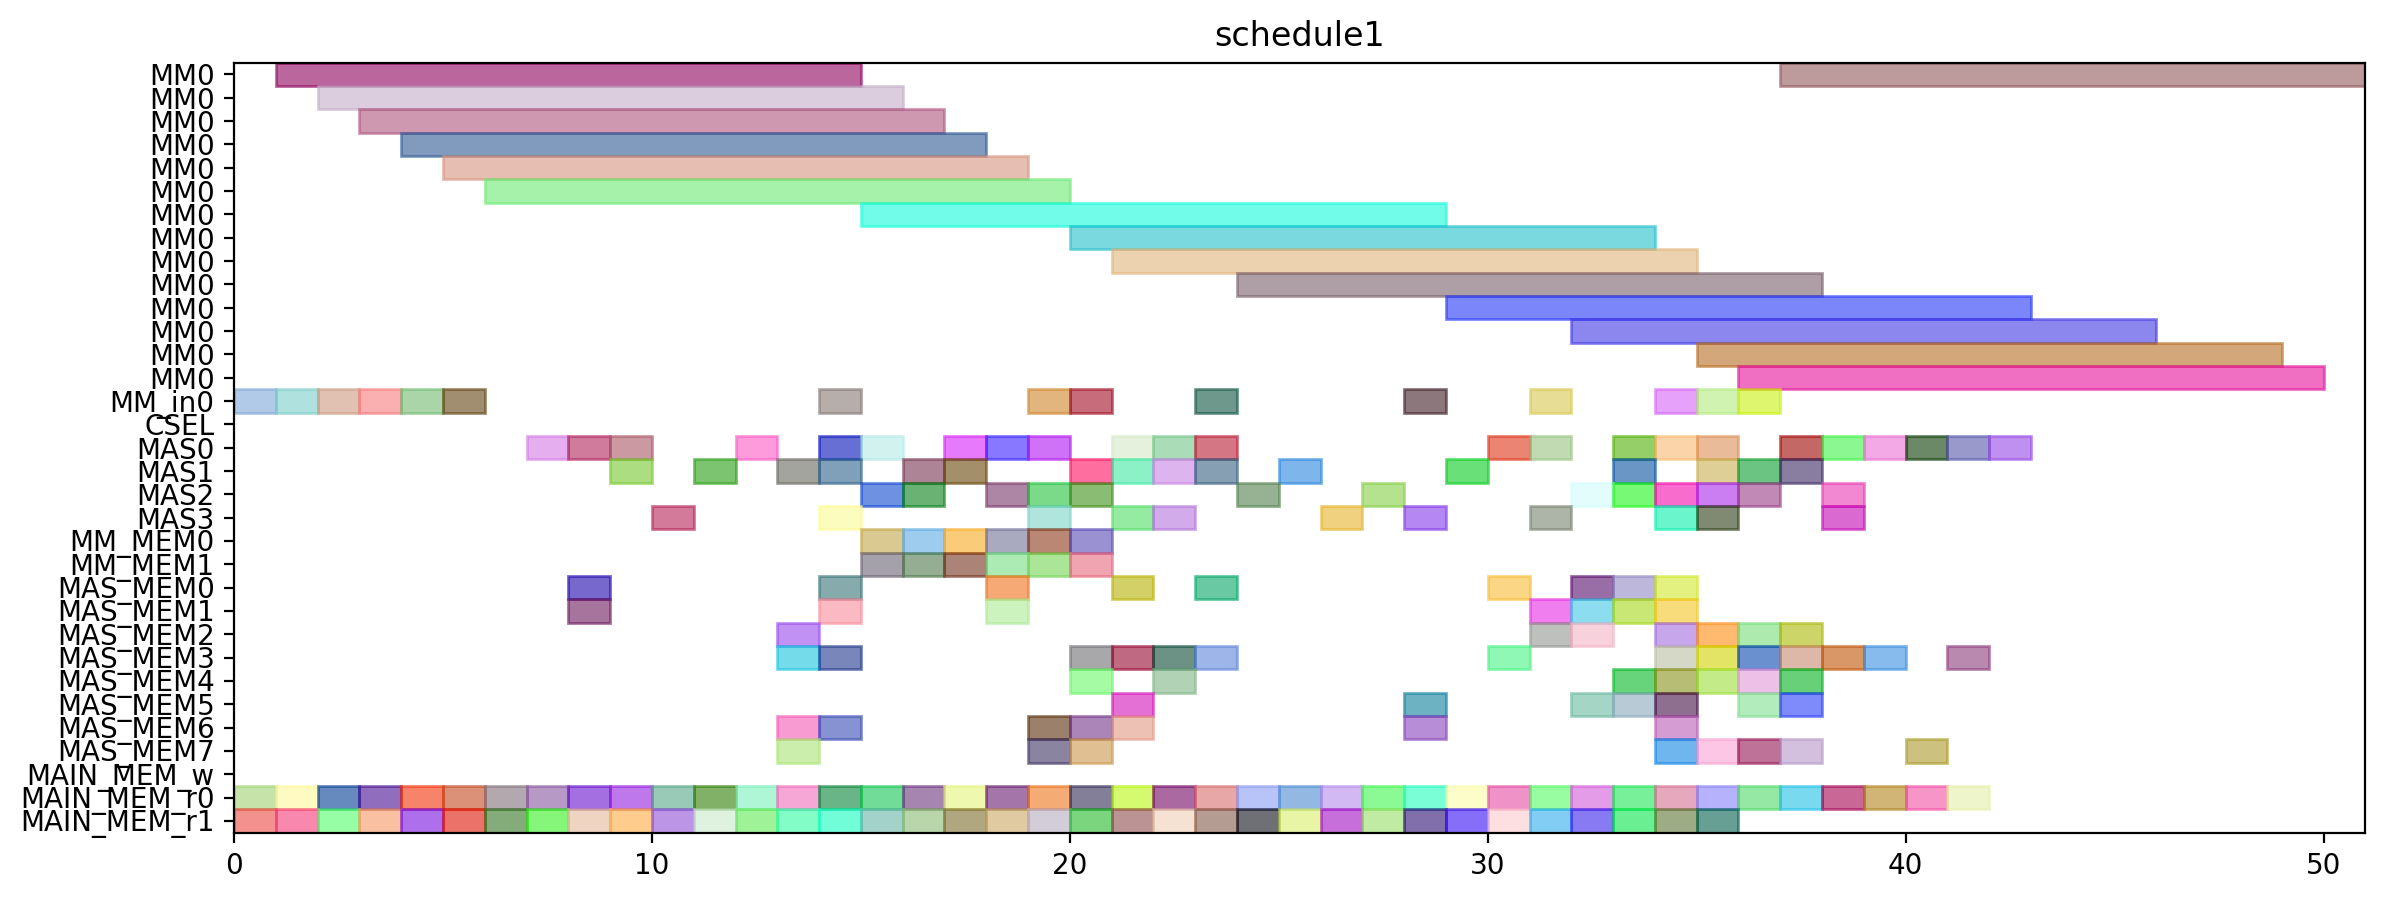 schedule1
MM0
MM0
MM0
MM0
MM0
MM0
MM0
MM0
MM0
MM0
MM0
MM0
MM0
MM0
MM_in0
CSEL
MAS0
MAS1
MAS2
MAS3
MM_MEM0
MM_MEM1
MAS_MEM0
MAS_MEM1
MAS_MEM2
MAS_MEM3
MAS_MEM4
MAS_MEM5
MAS_MEM6
MAS_MEM7
MAIN_MEM_w
MAIN_MEM_r0
MAIN_MEM_r1
0 10 20 30 40 50